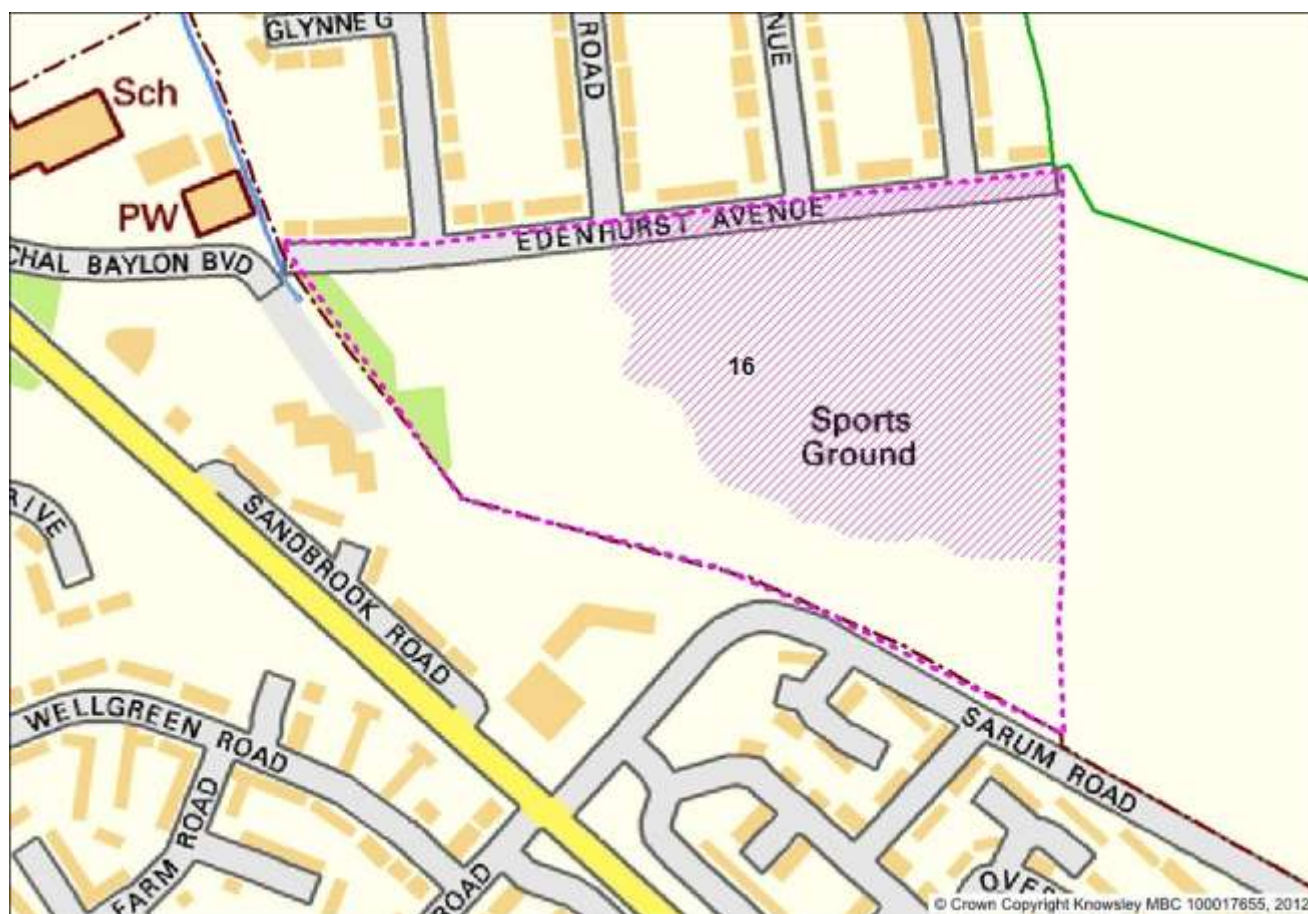 GLYNNE G
ROAD
NUE
Sch
PW
CHAL BAYLON BVD
EDENHURST AVENUE
16
Sports
Ground
RIVE
SANDBROOK ROAD
WELLGREEN ROAD
FARM ROAD
ROAD
SARUM ROAD
OVE
© Crown Copyright Knowsley MBC 100017655, 2012